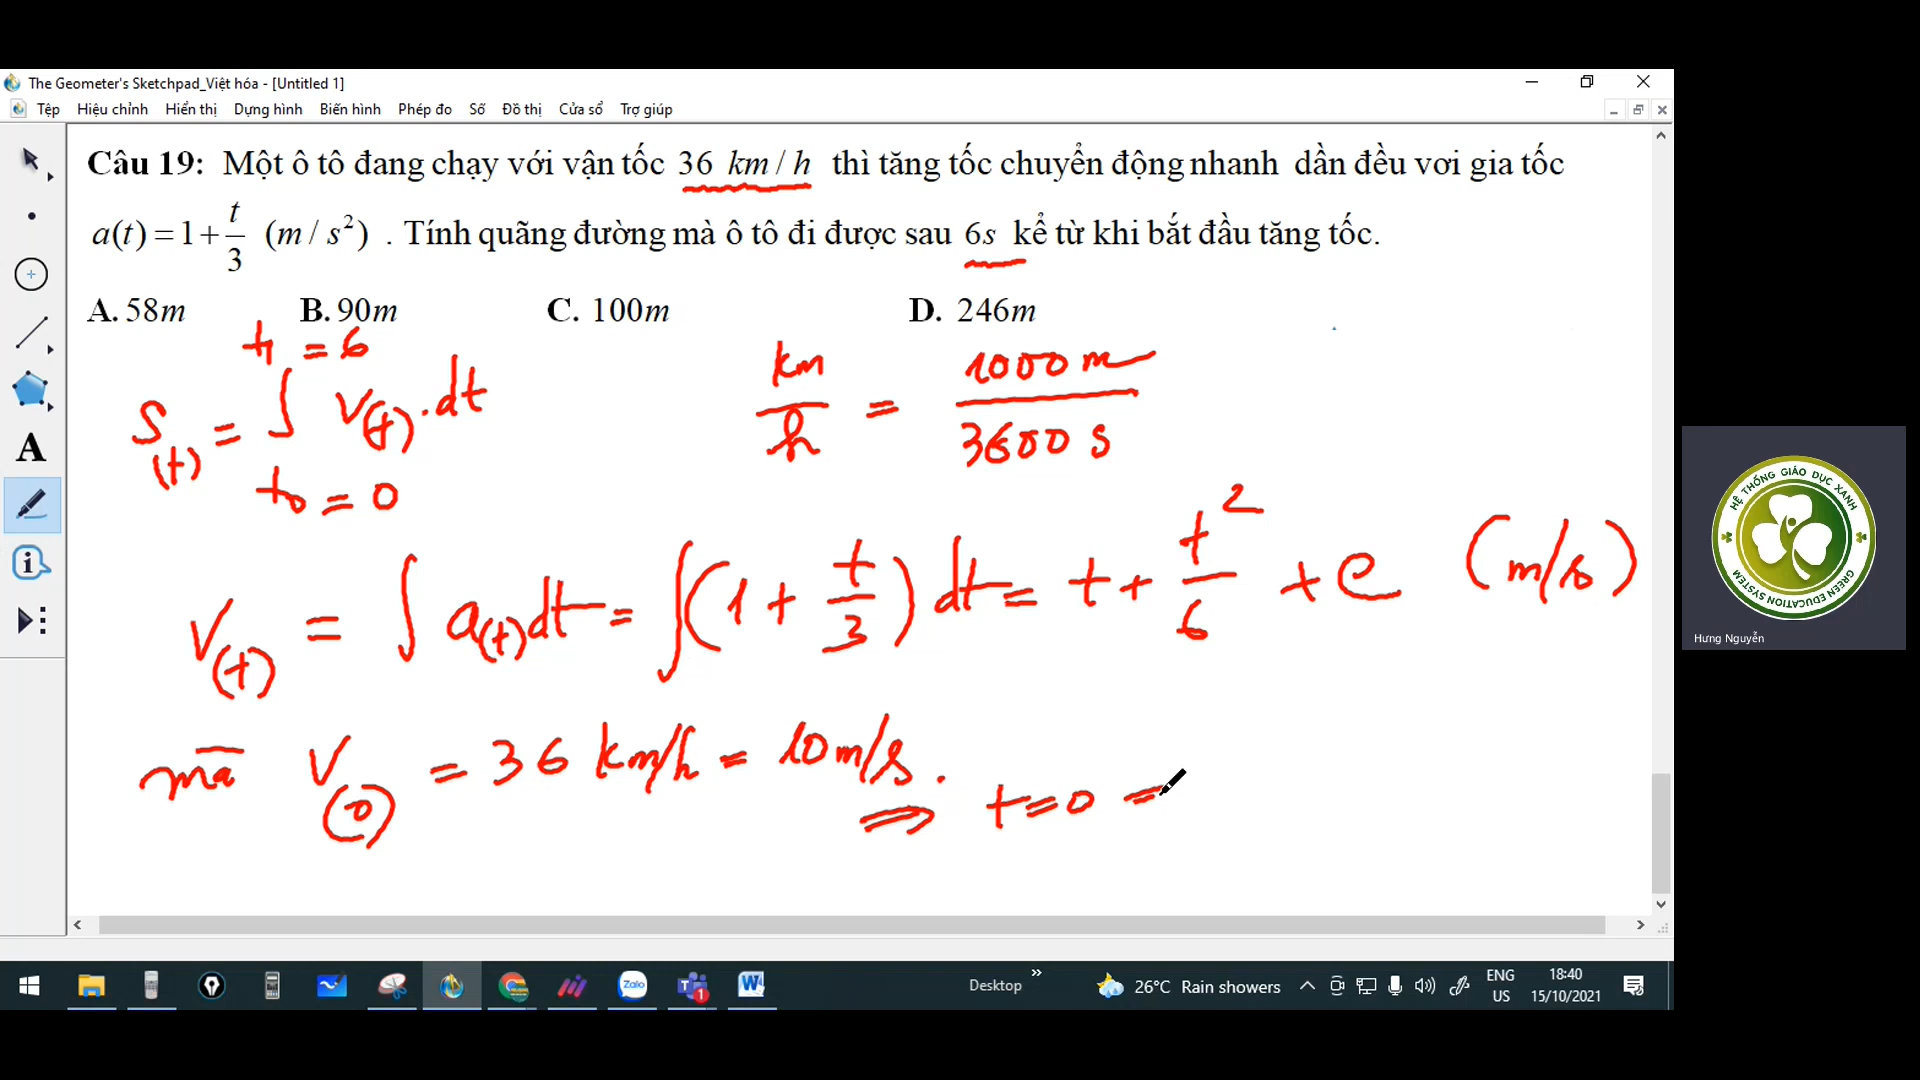 The Geometer's Sketchpad_Việt hóa - [Untitled 1]
Tệp Hiệu chỉnh Hiển thị Dựng hình Biến hình Phép đo Số Đồ thị Cửa sổ Trợ giúp
Câu 19: Một ô tô đang chạy với vận tốc 36 km / h thì tăng tốc chuyển động nhanh dần đều vơi gia tốc
a(t) = 1 + t/3 (m / s²) . Tính quãng đường mà ô tô đi được sau 6s kể từ khi bắt đầu tăng tốc.
A. 58m B. 90m C. 100m D. 246m
t1 = 6
S(t) = ∫ V(t).dt
t0 = 0
km/h = 1000 m/3600 s
V(t) = ∫ a(t)dt = ∫(1 + t/3)dt = t + t²/6 + C (m/s)
mà V(0) = 36 km/h = 10 m/s.
⇒ t=0 =
HỆ THỐNG GIÁO DỤC XANH
GREEN EDUCATION SYSTEM
Hưng Nguyễn
A
Zalo
1
Desktop
26°C Rain showers
ENG
US
18:40
15/10/2021